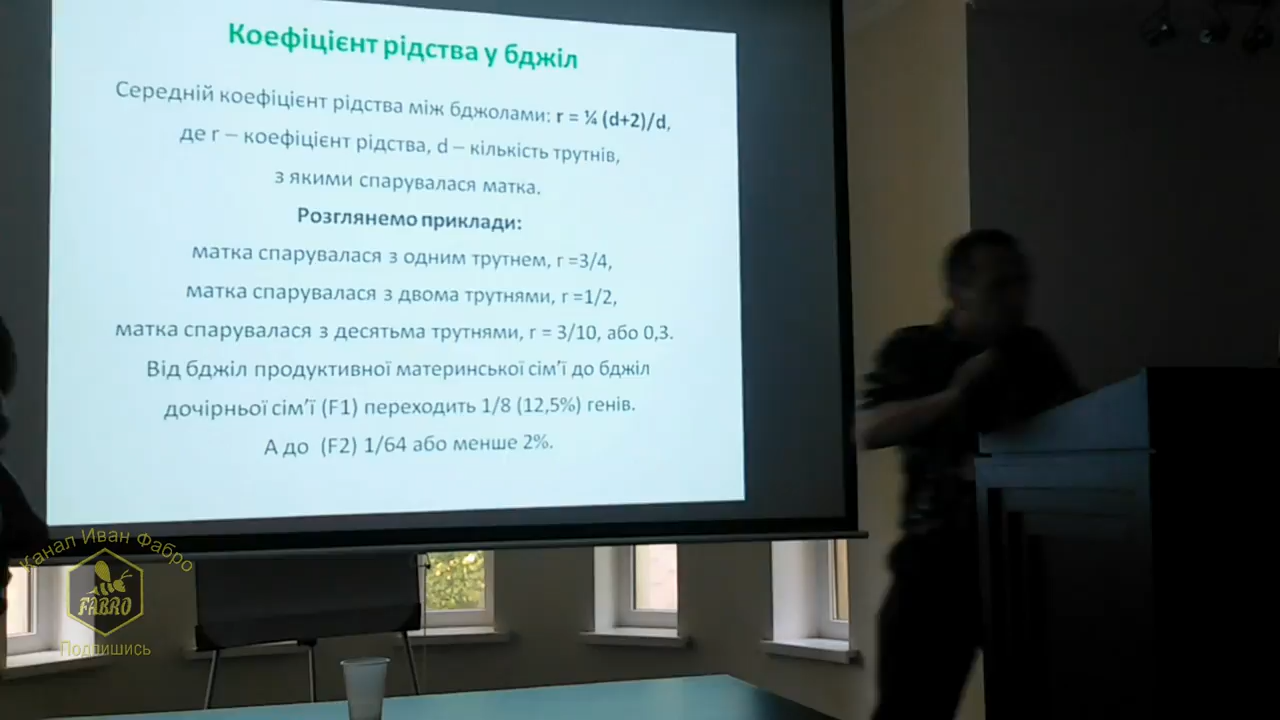 Коефіцієнт рідства у бджіл
Середній коефіцієнт рідства між бджолами: r = ¼ (d+2)/d,
де r – коефіцієнт рідства, d – кількість трутнів,
з якими спарувалася матка.
Розглянемо приклади:
матка спарувалася з одним трутнем, r =3/4,
матка спарувалася з двома трутнями, r =1/2,
матка спарувалася з десятьма трутнями, r = 3/10, або 0,3.
Від бджіл продуктивної материнської сім’ї до бджіл
дочірньої сім’ї (F1) переходить 1/8 (12,5%) генів.
А до (F2) 1/64 або менше 2%.
Канал Иван Фабро
FABRO
Подпишись